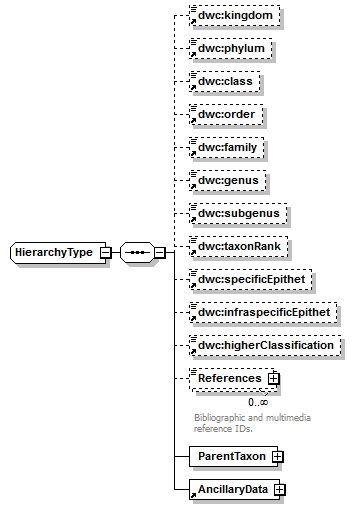 dwc:kingdom
dwc:phylum
dwc:class
dwc:order
dwc:family
dwc:genus
dwc:subgenus
dwc:taxonRank
HierarchyType
dwc:specificEpithet
dwc:infraspecificEpithet
dwc:higherClassification
References
0..∞
Bibliographic and multimedia
reference IDs.
ParentTaxon
AncillaryData